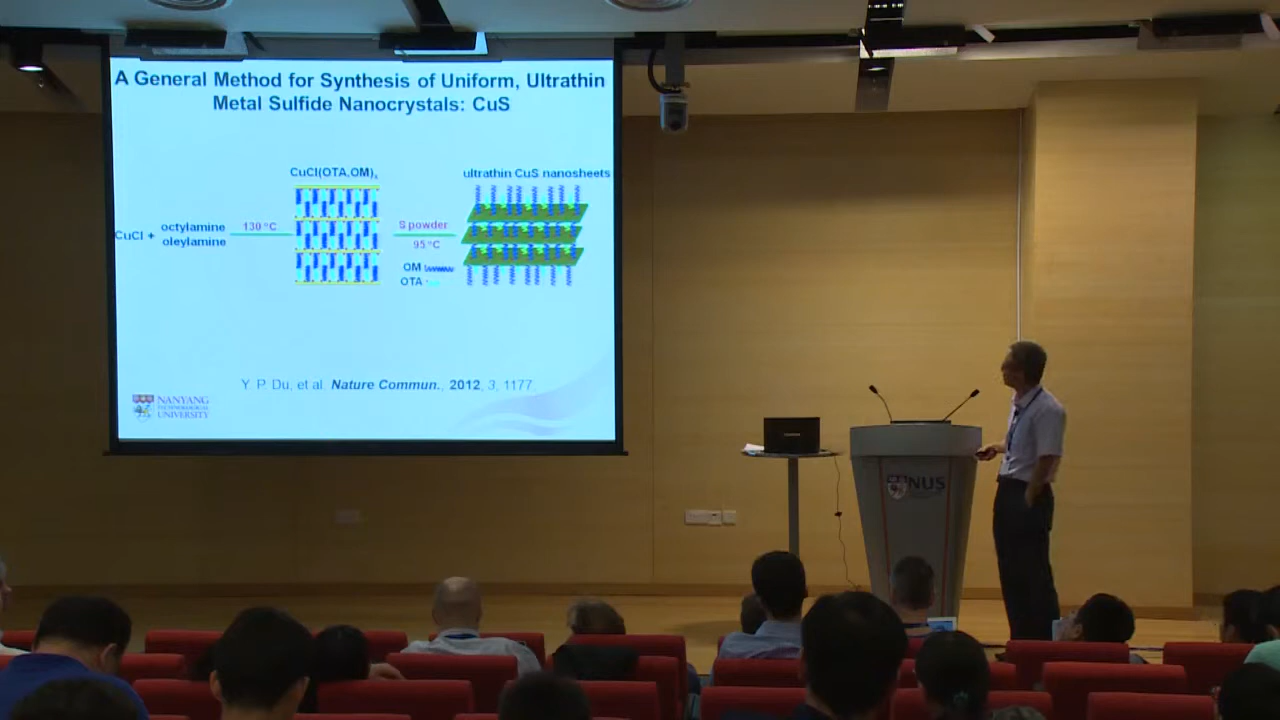 A General Method for Synthesis of Uniform, Ultrathin
Metal Sulfide Nanocrystals: CuS
CuCl(OTA,OM)x
ultrathin CuS nanosheets
CuCl + octylamine
oleylamine
130 °C
S powder
95 °C
OM
OTA
Y. P. Du, et al. Nature Commun., 2012, 3, 1177.
NANYANG
TECHNOLOGICAL
UNIVERSITY
NUS